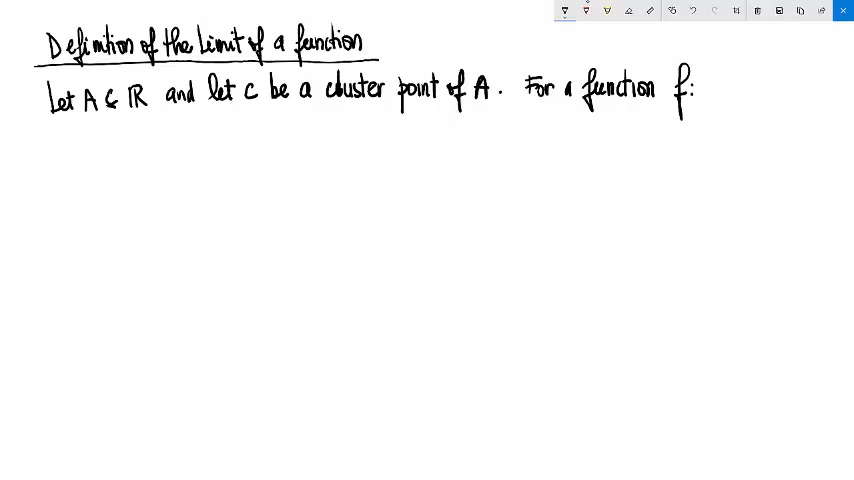 Definition of the Limit of a function
Let A ⊆ ℝ and let c be a cluster point of A. For a function f: